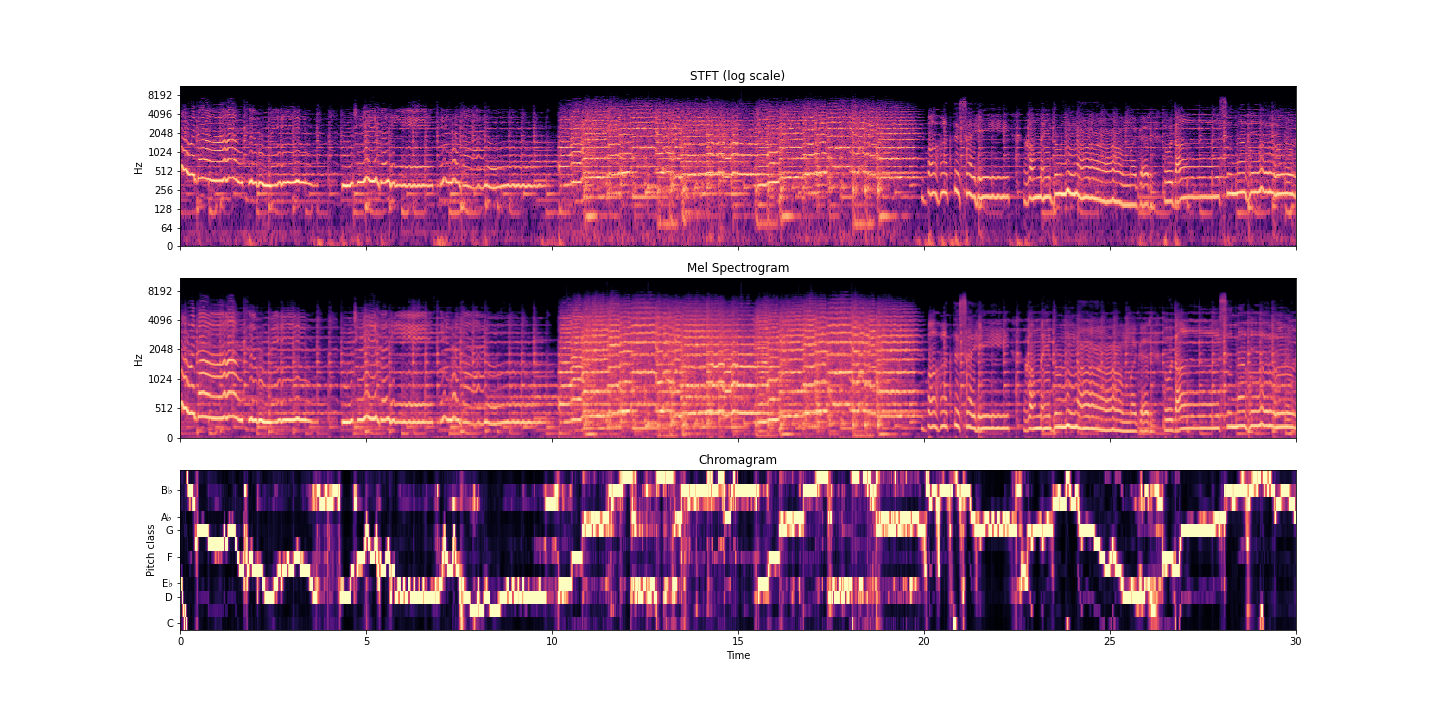 STFT (log scale)
8192
4096
2048
1024
512
256
128
64
0
Hz
Mel Spectrogram
8192
4096
2048
1024
512
0
Hz
Chromagram
B♭
A♭
G
F
E♭
D
C
Pitch class
0 5 10 15 20 25 30
Time